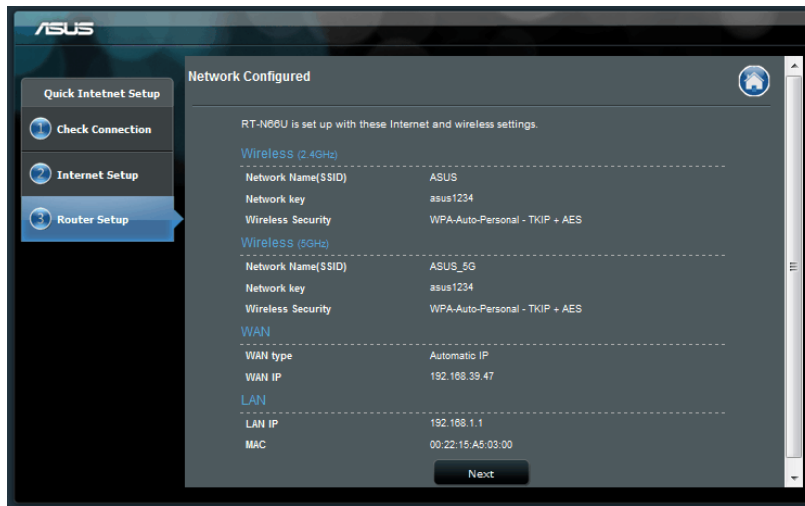 ASUS
Quick Intetnet Setup
1 Check Connection
2 Internet Setup
3 Router Setup
Network Configured
RT-N66U is set up with these Internet and wireless settings.
Wireless (2.4GHz)
Network Name(SSID) ASUS
Network key asus1234
Wireless Security WPA-Auto-Personal - TKIP + AES
Wireless (5GHz)
Network Name(SSID) ASUS_5G
Network key asus1234
Wireless Security WPA-Auto-Personal - TKIP + AES
WAN
WAN type Automatic IP
WAN IP 192.168.39.47
LAN
LAN IP 192.168.1.1
MAC 00:22:15:A5:03:00
Next